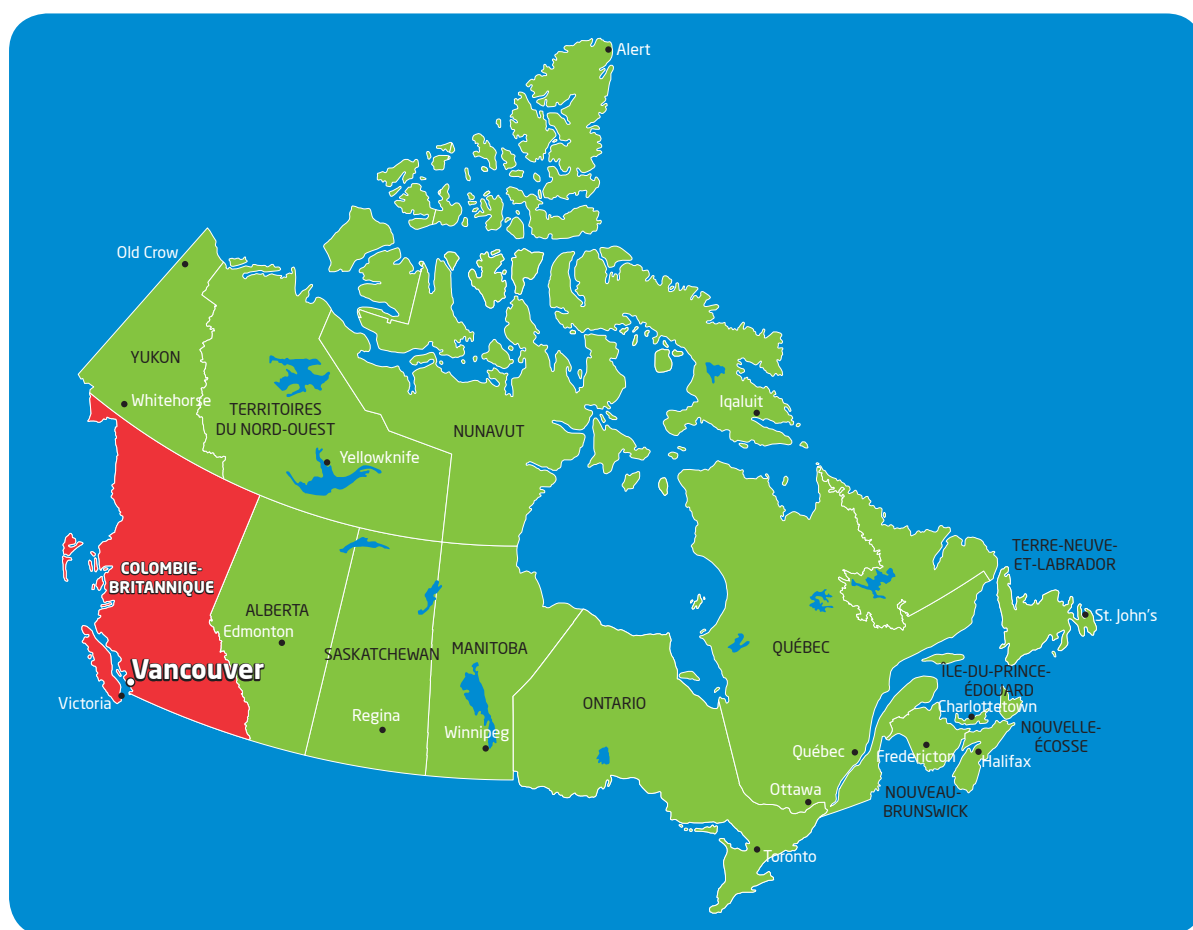 Alert
Old Crow
YUKON
Whitehorse
TERRITOIRES
DU NORD-OUEST
Yellowknife
NUNAVUT
Iqaluit
COLOMBIE-
BRITANNIQUE
ALBERTA
Edmonton
SASKATCHEWAN
MANITOBA
Vancouver
Victoria
Regina
Winnipeg
ONTARIO
QUÉBEC
TERRE-NEUVE-
ET-LABRADOR
St. John's
ÎLE-DU-PRINCE-
ÉDOUARD
Charlottetown
NOUVELLE-
ÉCOSSE
Québec
Fredericton
Halifax
Ottawa
NOUVEAU-
BRUNSWICK
Toronto